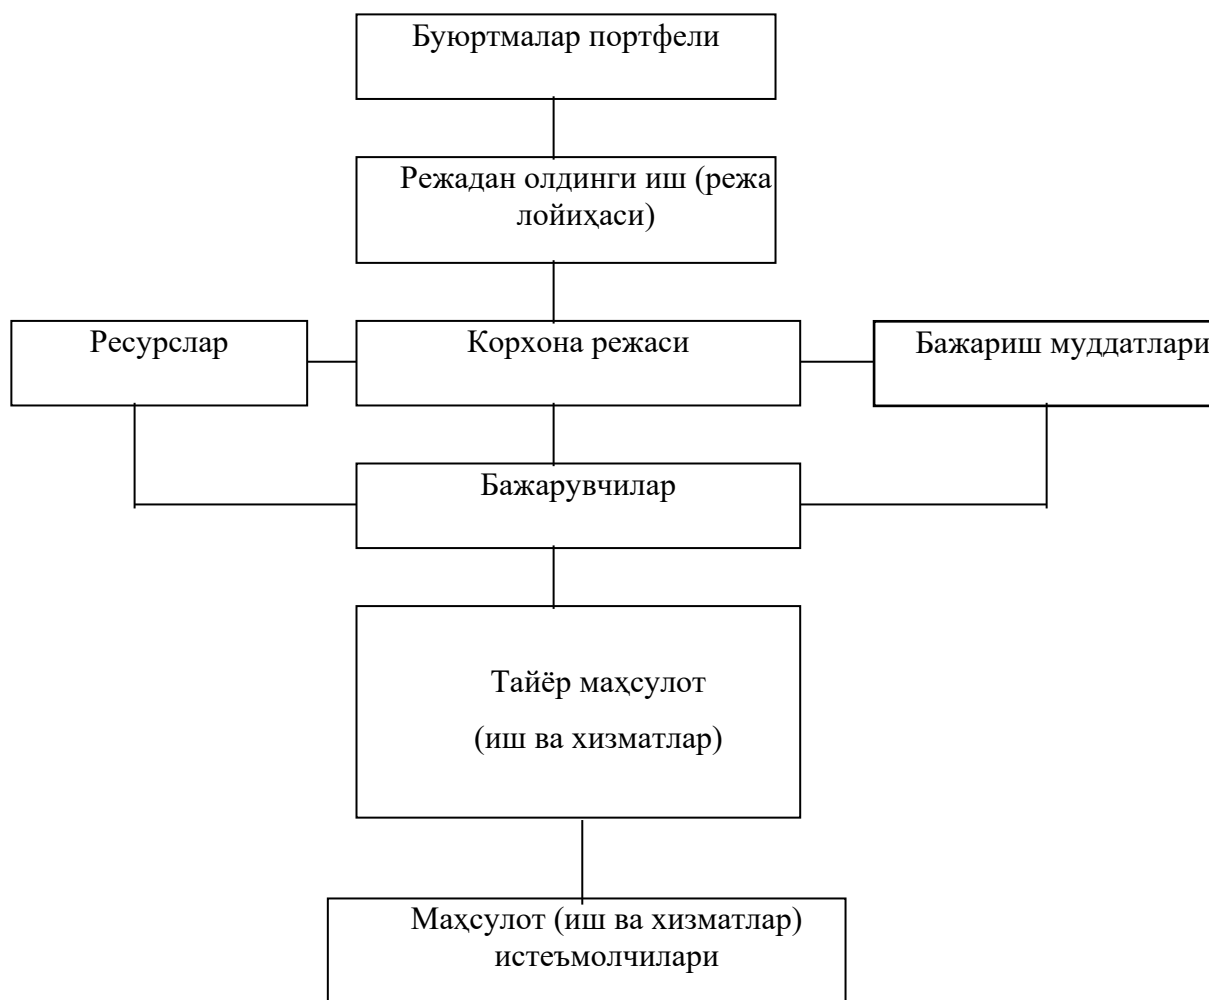 Буюртмалар портфели
Режадан олдинги иш (режа
лойиҳаси)
Ресурслар
Корхона режаси
Бажариш муддатлари
Бажарувчилар
Тайёр маҳсулот
(иш ва хизматлар)
Маҳсулот (иш ва хизматлар)
истеъмолчилари